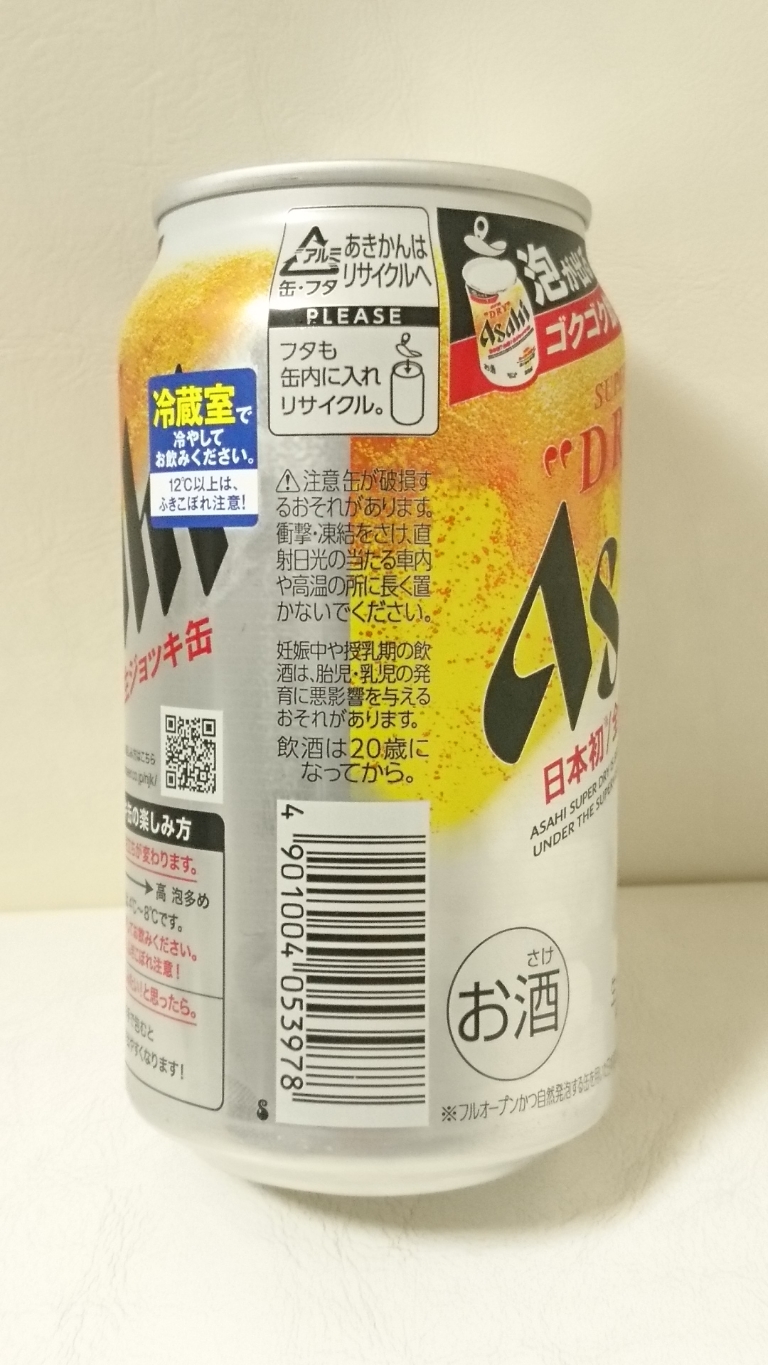 アルミ
缶・フタ
あきかんは
リサイクルへ
PLEASE
フタも
缶内に入れ
リサイクル。
冷蔵室で
冷やして
お飲みください。
12℃以上は、
ふきこぼれ注意!
⚠注意 缶が破損す
るおそれがあります。
衝撃・凍結をさけ、直
射日光の当たる車内
や高温の所に長く置
かないでください。
妊娠中や授乳期の飲
酒は、胎児・乳児の発
育に悪影響を与える
おそれがあります。
飲酒は20歳に
なってから。
4 901004 053978
ジョッキ缶
の楽しみ方
が変わります。
高 泡多め
4℃~8℃です。
お飲みください。
ぼれ注意!
と思ったら。
包むと
やすくなります!
泡が出る
ゴクゴク
"DRY"
Asahi
"D
As
日本初※
ASAHI SUPER DRY
UNDER THE SUPER
さけ
お酒
※フルオープンかつ自然発泡する缶を